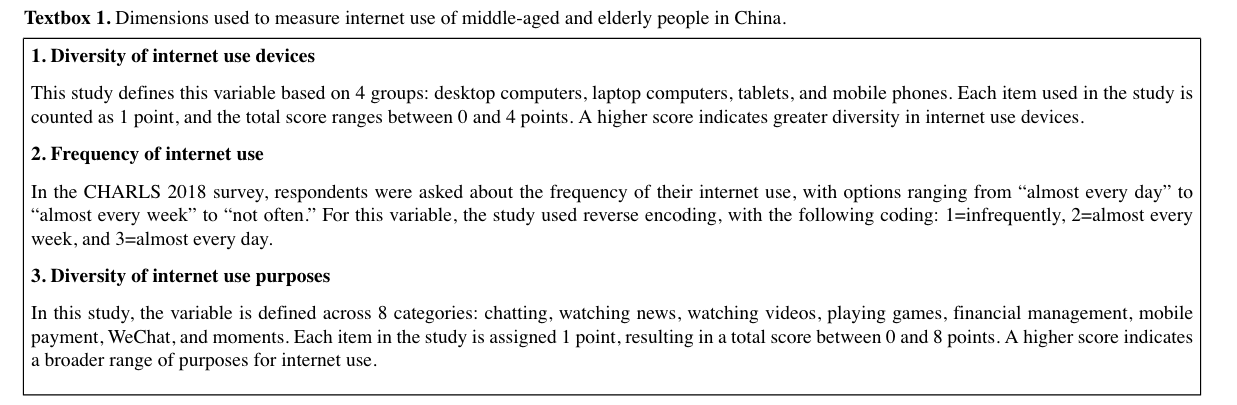 Textbox 1. Dimensions used to measure internet use of middle-aged and elderly people in China.
1. Diversity of internet use devices
This study defines this variable based on 4 groups: desktop computers, laptop computers, tablets, and mobile phones. Each item used in the study is
counted as 1 point, and the total score ranges between 0 and 4 points. A higher score indicates greater diversity in internet use devices.
2. Frequency of internet use
In the CHARLS 2018 survey, respondents were asked about the frequency of their internet use, with options ranging from “almost every day” to
“almost every week” to “not often.” For this variable, the study used reverse encoding, with the following coding: 1=infrequently, 2=almost every
week, and 3=almost every day.
3. Diversity of internet use purposes
In this study, the variable is defined across 8 categories: chatting, watching news, watching videos, playing games, financial management, mobile
payment, WeChat, and moments. Each item in the study is assigned 1 point, resulting in a total score between 0 and 8 points. A higher score indicates
a broader range of purposes for internet use.